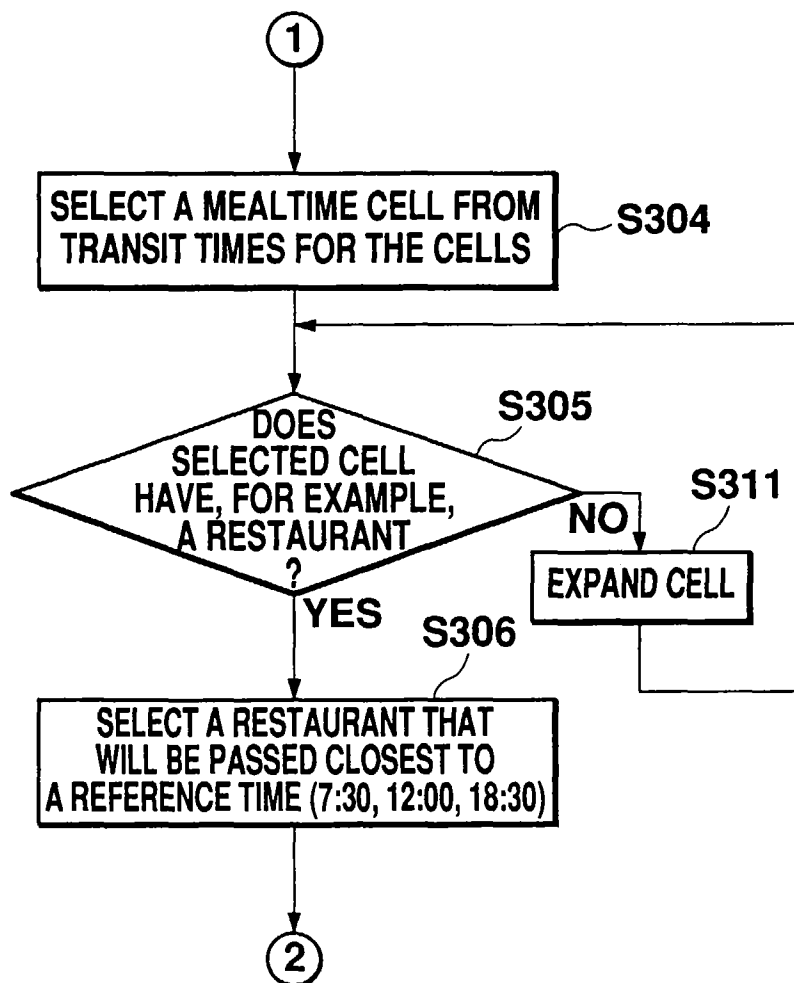 1
SELECT A MEALTIME CELL FROM
TRANSIT TIMES FOR THE CELLS
S304
DOES
SELECTED CELL
HAVE, FOR EXAMPLE,
A RESTAURANT
?
S305
NO
YES
S311
EXPAND CELL
S306
SELECT A RESTAURANT THAT
WILL BE PASSED CLOSEST TO
A REFERENCE TIME (7:30, 12:00, 18:30)
2